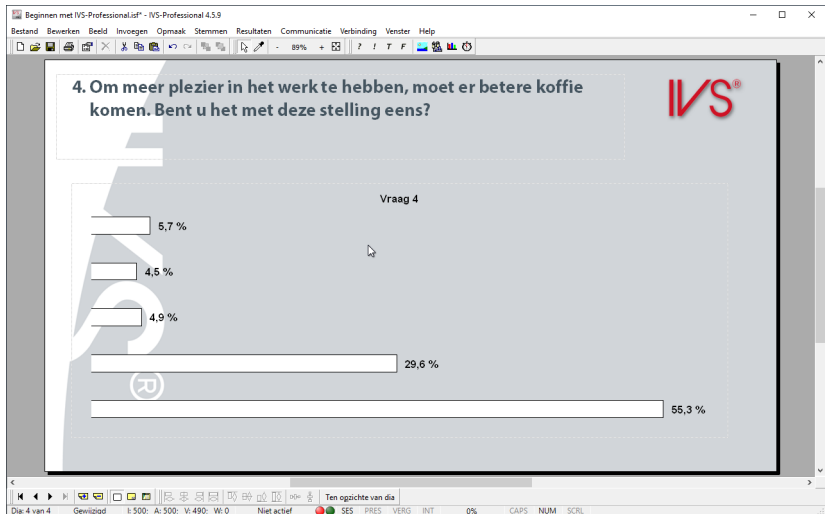 Beginnen met IVS-Professional.isf* - IVS-Professional 4.5.9
Bestand Bewerken Beeld Invoegen Opmaak Stemmen Resultaten Communicatie Verbinding Venster Help
- 89% + ? ! T F
4. Om meer plezier in het werk te hebben, moet er betere koffie
komen. Bent u het met deze stelling eens?
IVS®
Vraag 4
5,7 %
4,5 %
4,9 %
29,6 %
55,3 %
Ten opzichte van dia
Dia: 4 van 4 Gewijzigd I: 500; A: 500; V: 490; W: 0 Niet actief SES PRES VERG INT 0% CAPS NUM SCRL